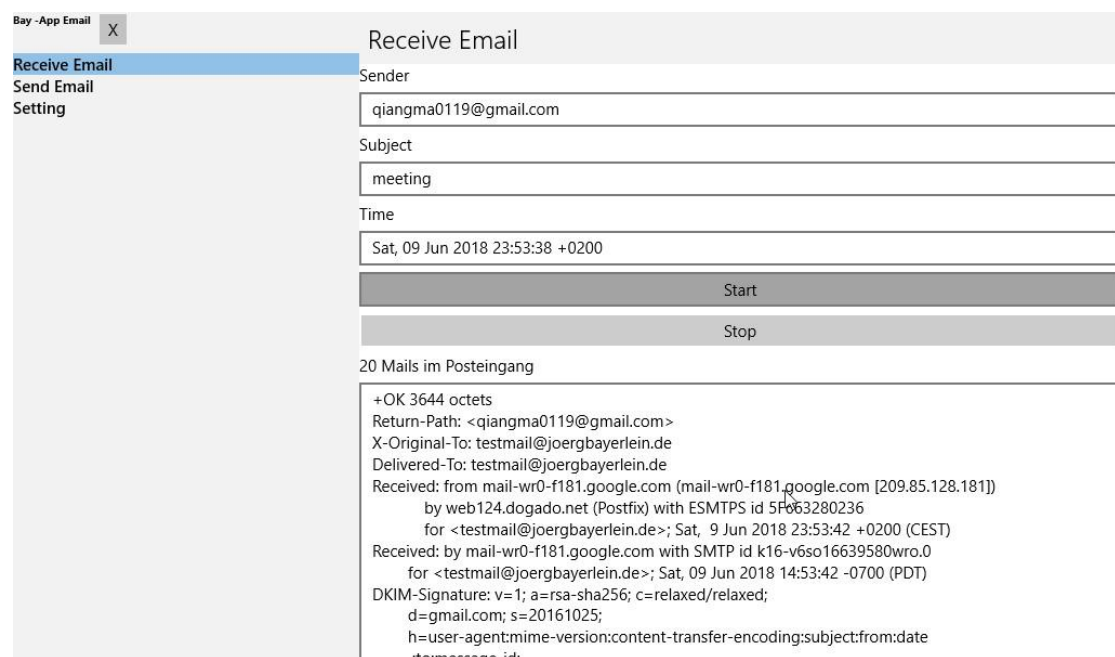 Bay -App Email
X
Receive Email
Send Email
Setting
Receive Email
Sender
qiangma0119@gmail.com
Subject
meeting
Time
Sat, 09 Jun 2018 23:53:38 +0200
Start
Stop
20 Mails im Posteingang
+OK 3644 octets
Return-Path: <qiangma0119@gmail.com>
X-Original-To: testmail@joergbayerlein.de
Delivered-To: testmail@joergbayerlein.de
Received: from mail-wr0-f181.google.com (mail-wr0-f181.google.com [209.85.128.181])
by web124.dogado.net (Postfix) with ESMTPS id
for <testmail@joergbayerlein.de>; Sat, 9 Jun 2018 23:53:42 +0200 (CEST)
Received: by mail-wr0-f181.google.com with SMTP id k16-v6so16639580wro.0
for <testmail@joergbayerlein.de>; Sat, 09 Jun 2018 14:53:42 -0700 (PDT)
DKIM-Signature: v=1; a=rsa-sha256; c=relaxed/relaxed;
d=gmail.com; s=20161025;
h=user-agent:mime-version:content-transfer-encoding:subject:from:date